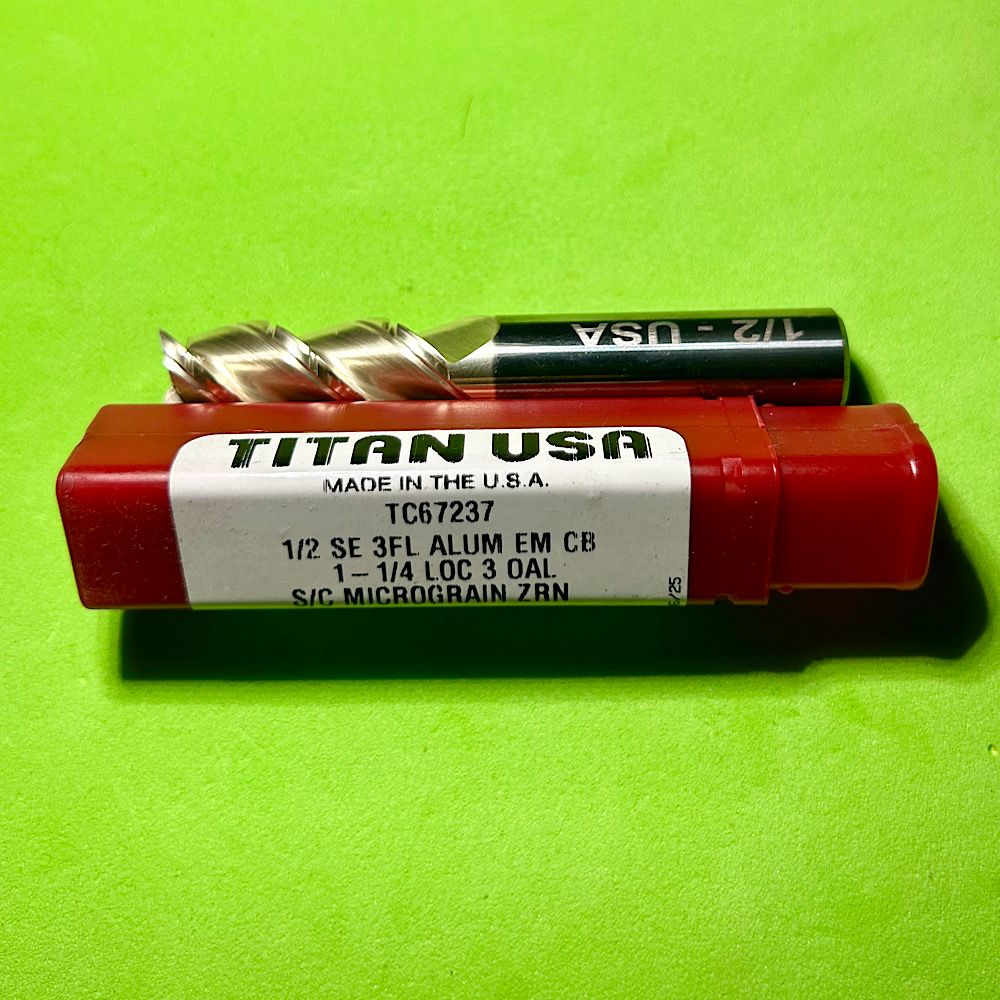 1/2 - USA
TITAN USA
MADE IN THE U.S.A.
TC67237
1/2 SE 3FL ALUM EM CB
1-1/4 LOC 3 OAL
S/C MICROGRAIN ZRN
/25